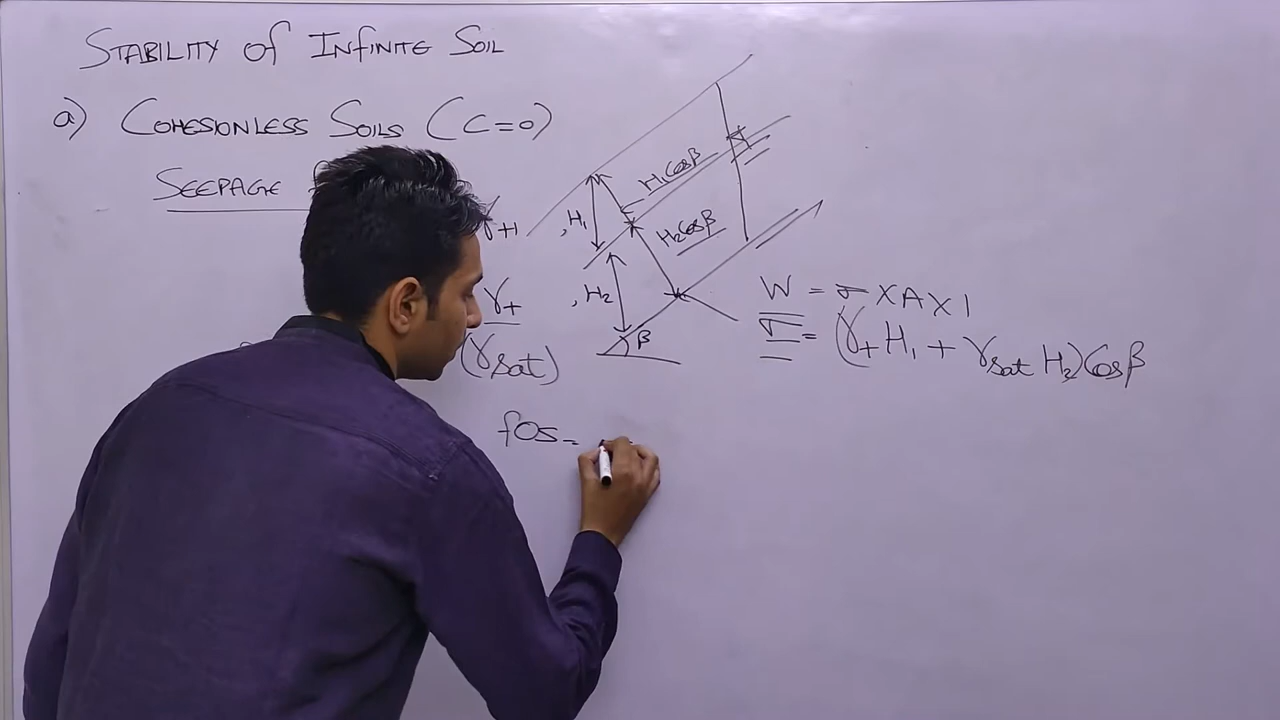 STABILITY of INFINITE SOIL
a) COHESIONLESS SOILS (C=0)
SEEPAGE
H₁Cosβ
H₂Cosβ
, H₁
, H₂
β
γt
(γsat)
W = σ X A X 1
σ = (γt H₁ + γsat H₂) Cosβ
fOS =